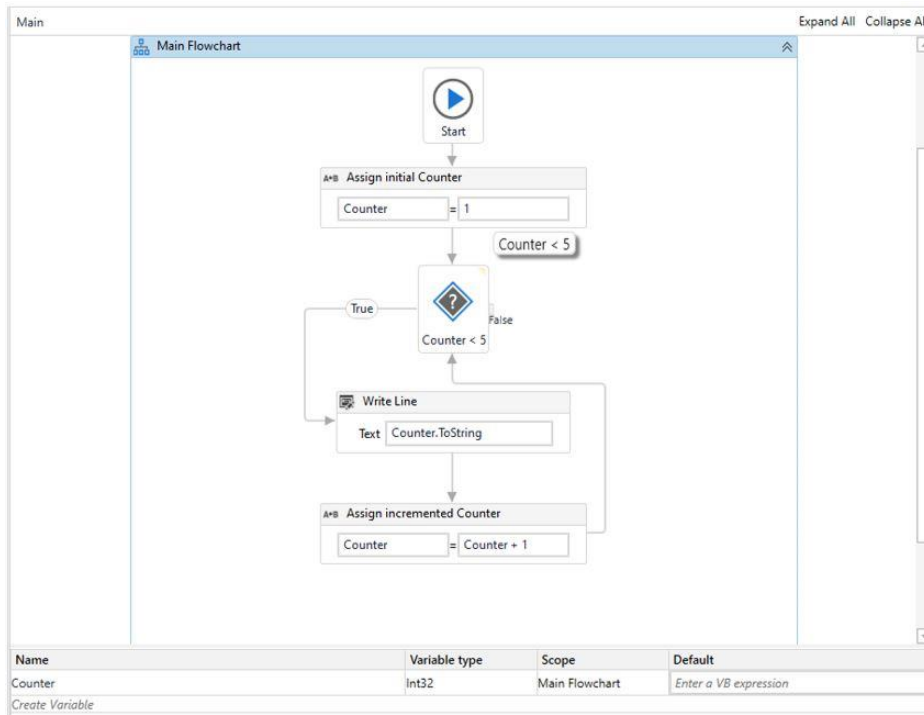 Main Expand All Collapse Al
Main Flowchart
Start
A+B Assign initial Counter
Counter = 1
Counter < 5
True
?
False
Counter < 5
Write Line
Text Counter.ToString
A+B Assign incremented Counter
Counter = Counter + 1
Name Variable type Scope Default
Counter Int32 Main Flowchart Enter a VB expression
Create Variable